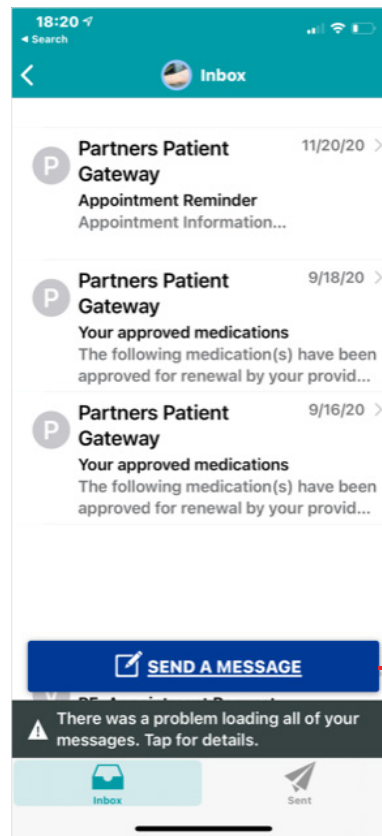 18:20
Search
Inbox
Partners Patient 11/20/20
Gateway
P
Appointment Reminder
Appointment Information...
Partners Patient 9/18/20
Gateway
P
Your approved medications
The following medication(s) have been
approved for renewal by your provid...
Partners Patient 9/16/20
Gateway
P
Your approved medications
The following medication(s) have been
approved for renewal by your provid...
SEND A MESSAGE
There was a problem loading all of your
messages. Tap for details.
Inbox Sent